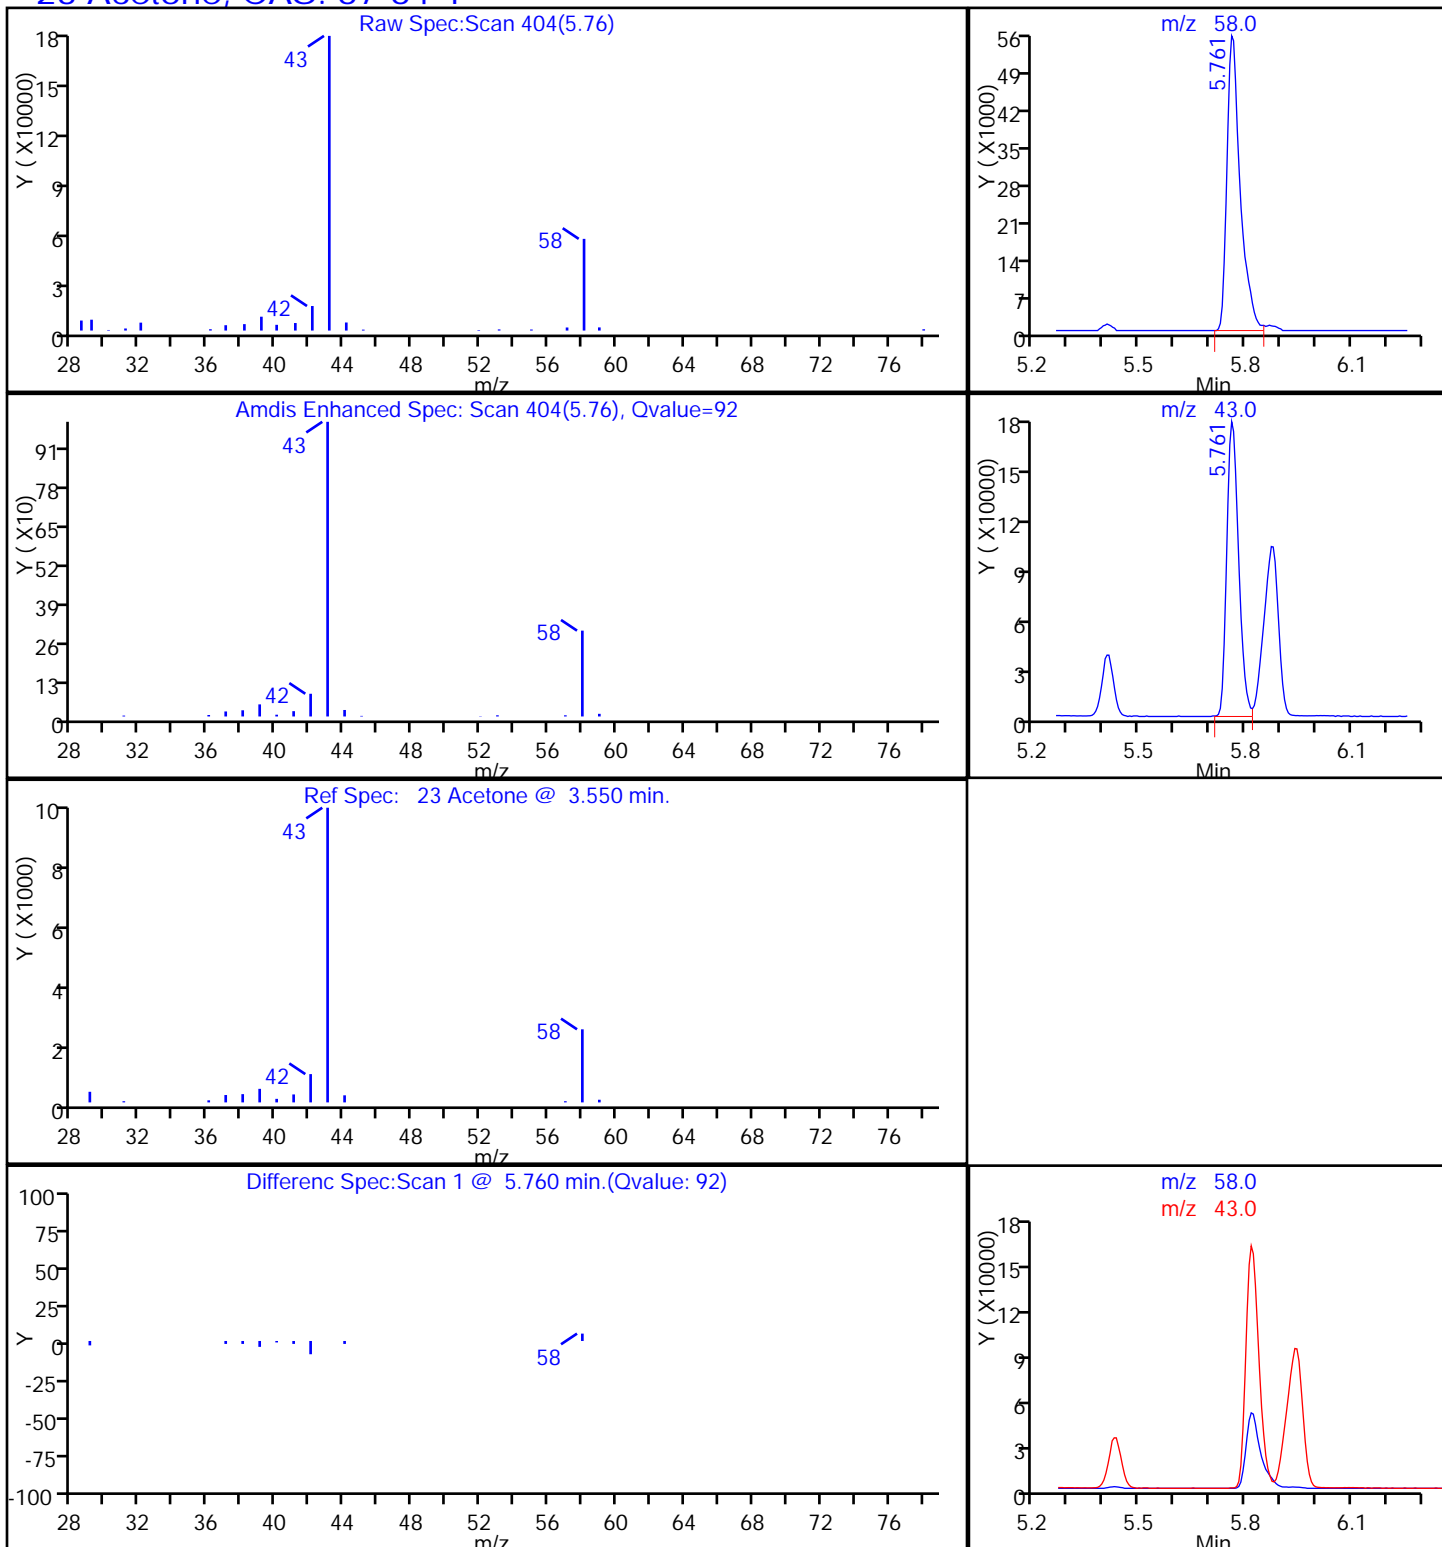 Raw Spec:Scan 404(5.76)
18
15
12
9
6
3
0
Y ( X10000)
43
42
58
28 32 36 40 44 48 52 56 60 64 68 72 76
m/z
m/z 58.0
56
49
42
35
28
21
14
7
0
Y ( X1000)
5.761
5.2 5.5 5.8 6.1
Min
Amdis Enhanced Spec: Scan 404(5.76), Qvalue=92
91
78
65
52
39
26
13
0
Y ( X10)
43
42
58
28 32 36 40 44 48 52 56 60 64 68 72 76
m/z
m/z 43.0
18
15
12
9
6
3
0
Y ( X10000)
5.761
5.2 5.5 5.8 6.1
Min
Ref Spec: 23 Acetone @ 3.550 min.
10
8
6
4
2
0
Y ( X1000)
43
42
58
28 32 36 40 44 48 52 56 60 64 68 72 76
m/z
Differenc Spec:Scan 1 @ 5.760 min.(Qvalue: 92)
100
75
50
25
0
-25
-50
-75
-100
Y
58
28 32 36 40 44 48 52 56 60 64 68 72 76
m/z
m/z 58.0
m/z 43.0
18
15
12
9
6
3
0
Y ( X10000)
5.2 5.5 5.8 6.1
Min